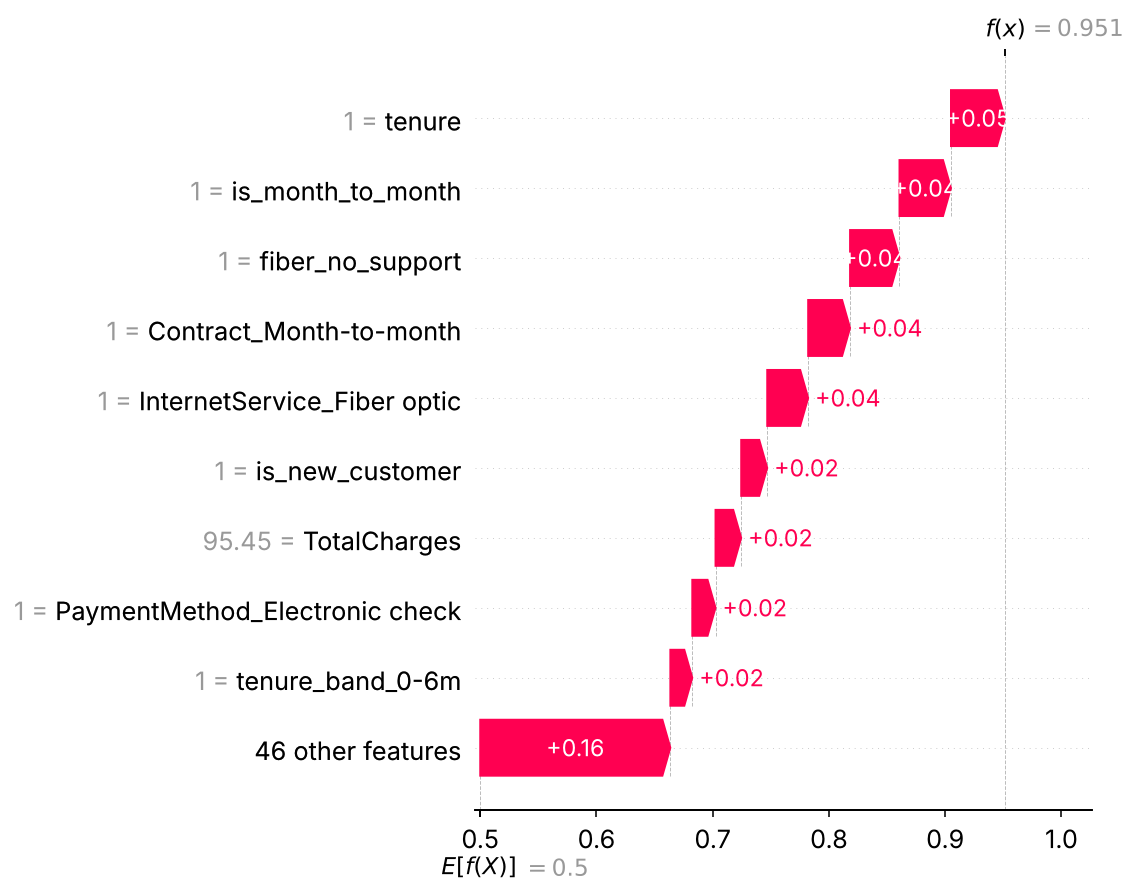 f(x) = 0.951
1 = tenure +0.05
1 = is_month_to_month +0.04
1 = fiber_no_support +0.04
1 = Contract_Month-to-month +0.04
1 = InternetService_Fiber optic +0.04
1 = is_new_customer +0.02
95.45 = TotalCharges +0.02
1 = PaymentMethod_Electronic check +0.02
1 = tenure_band_0-6m +0.02
46 other features +0.16
0.5 0.6 0.7 0.8 0.9 1.0
E[f(X)] = 0.5